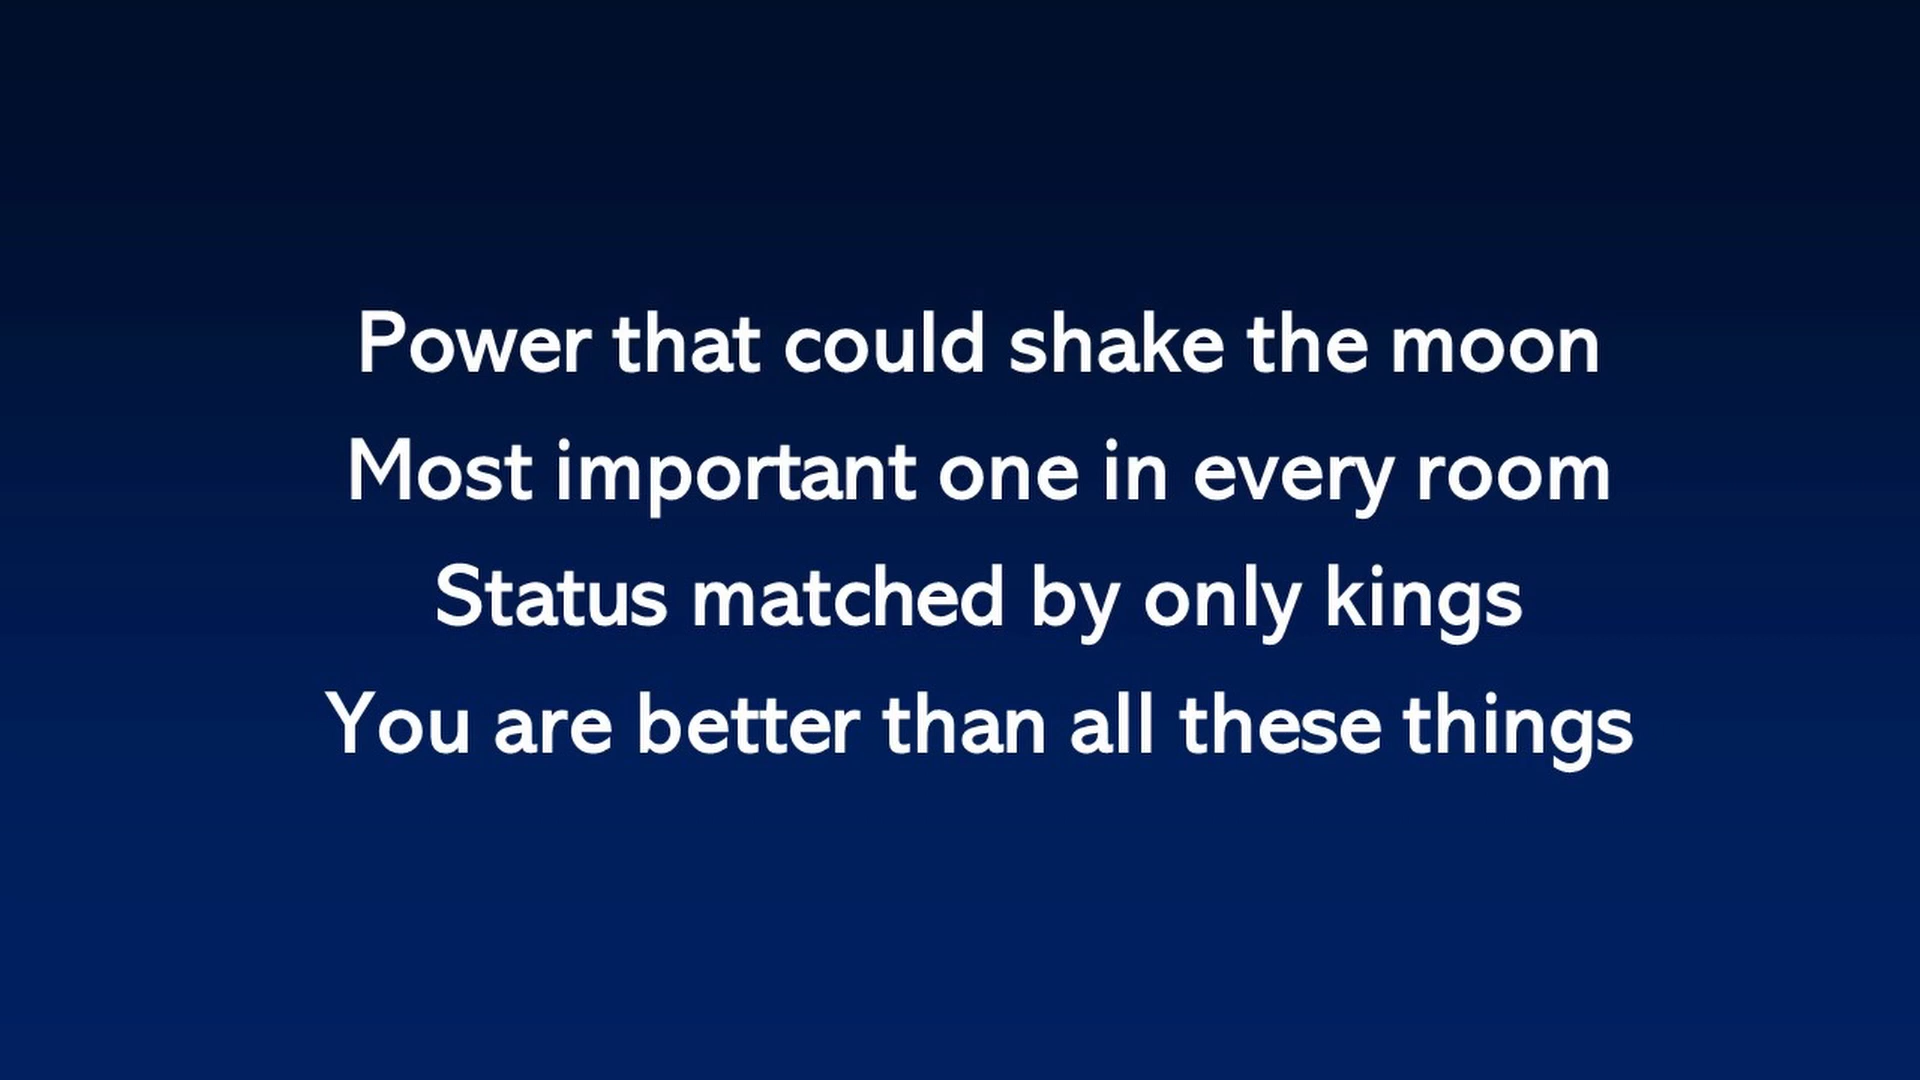 Power that could shake the moon
Most important one in every room
Status matched by only kings
You are better than all these things